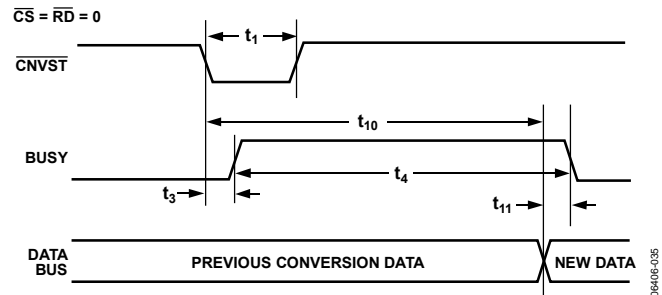 CS = RD = 0
t1
CNVST
t10
BUSY
t4
t3
t11
DATA
BUS
PREVIOUS CONVERSION DATA
NEW DATA
06406-035